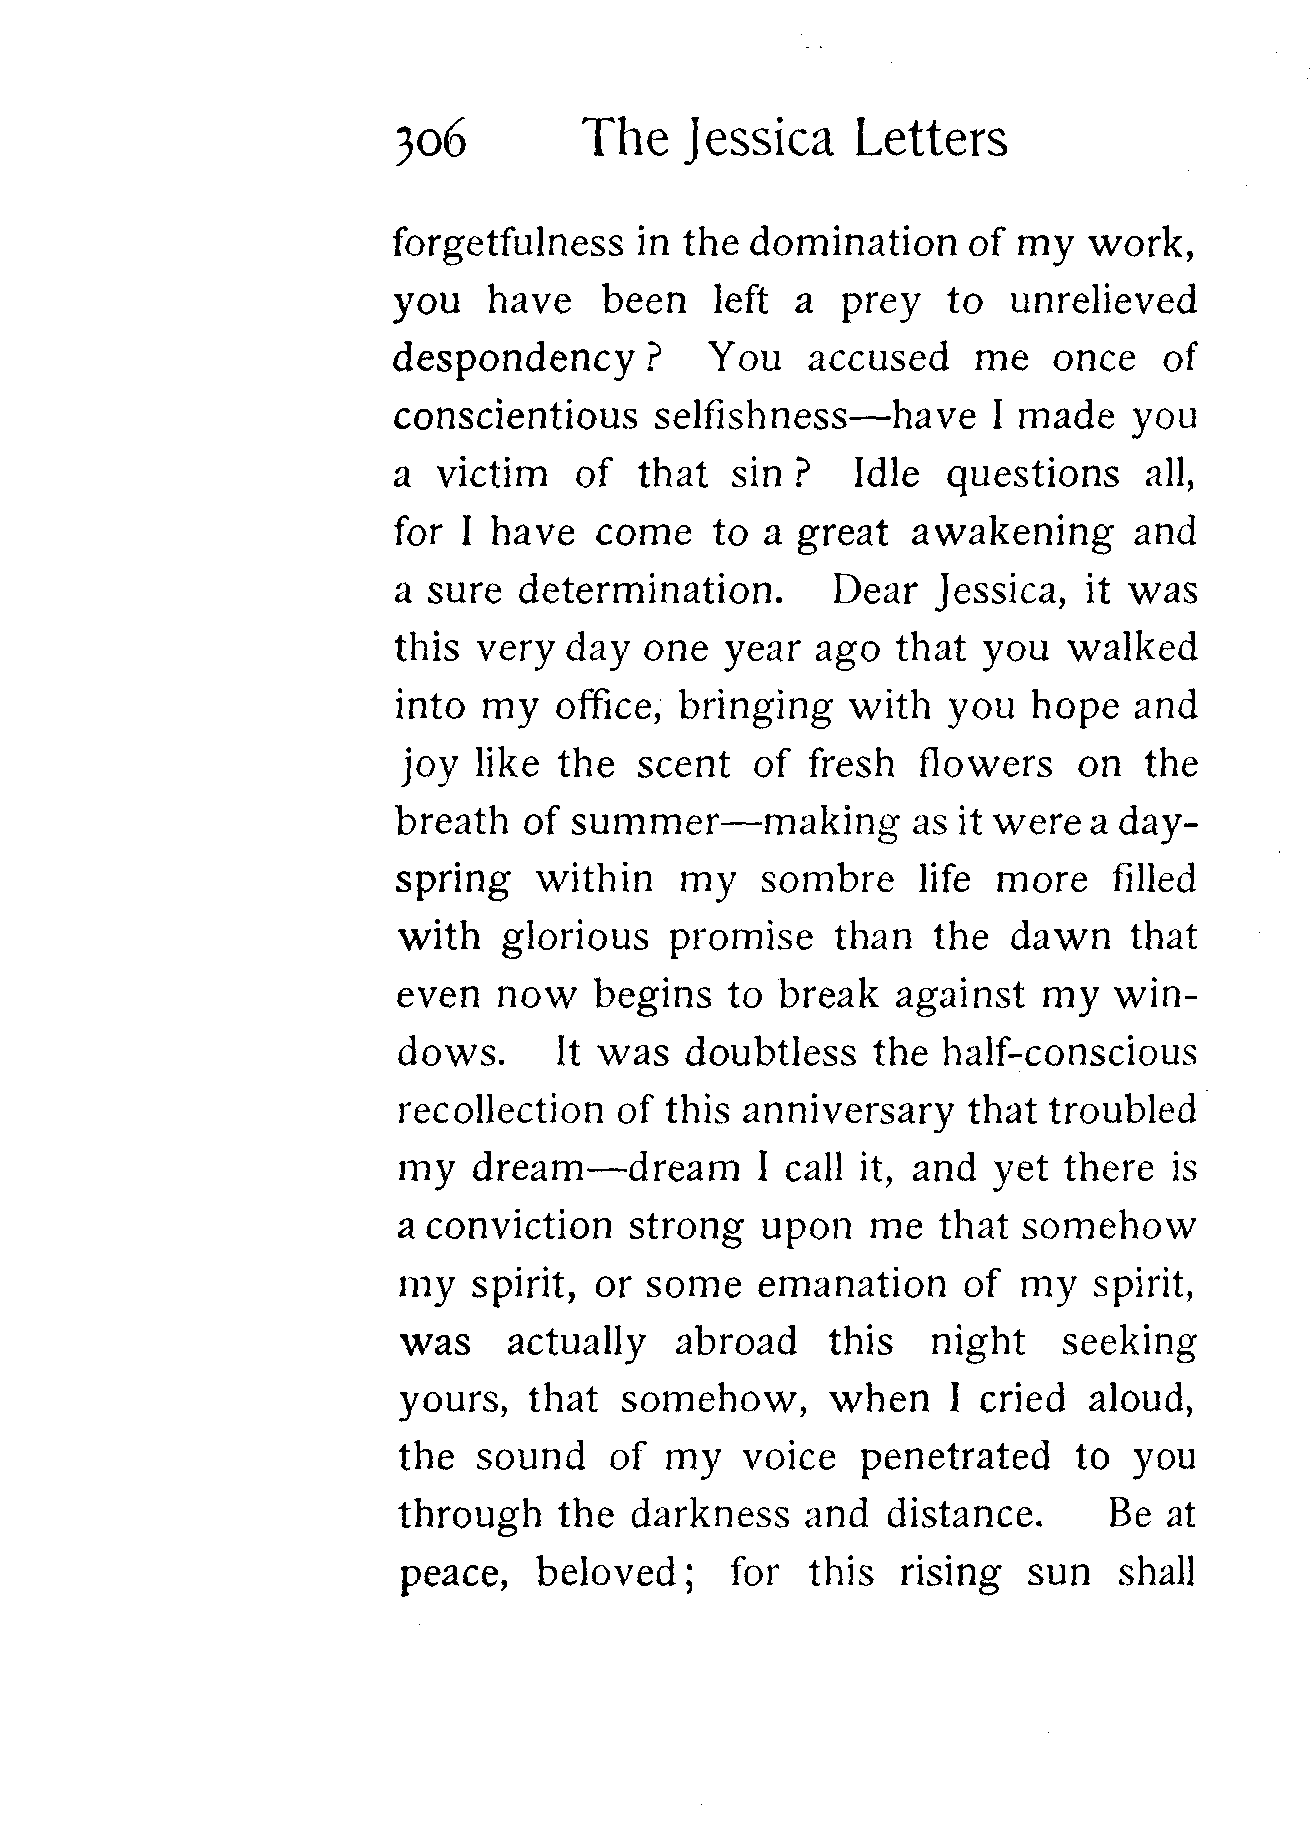 306 The Jessica Letters
forgetfulness in the domination of my work,
you have been left a prey to unrelieved
despondency? You accused me once of
conscientious selfishness—have I made you
a victim of that sin? Idle questions all,
for I have come to a great awakening and
a sure determination. Dear Jessica, it was
this very day one year ago that you walked
into my office, bringing with you hope and
joy like the scent of fresh flowers on the
breath of summer—making as it were a day-
spring within my sombre life more filled
with glorious promise than the dawn that
even now begins to break against my win-
dows. It was doubtless the half-conscious
recollection of this anniversary that troubled
my dream—dream I call it, and yet there is
a conviction strong upon me that somehow
my spirit, or some emanation of my spirit,
was actually abroad this night seeking
yours, that somehow, when I cried aloud,
the sound of my voice penetrated to you
through the darkness and distance. Be at
peace, beloved; for this rising sun shall